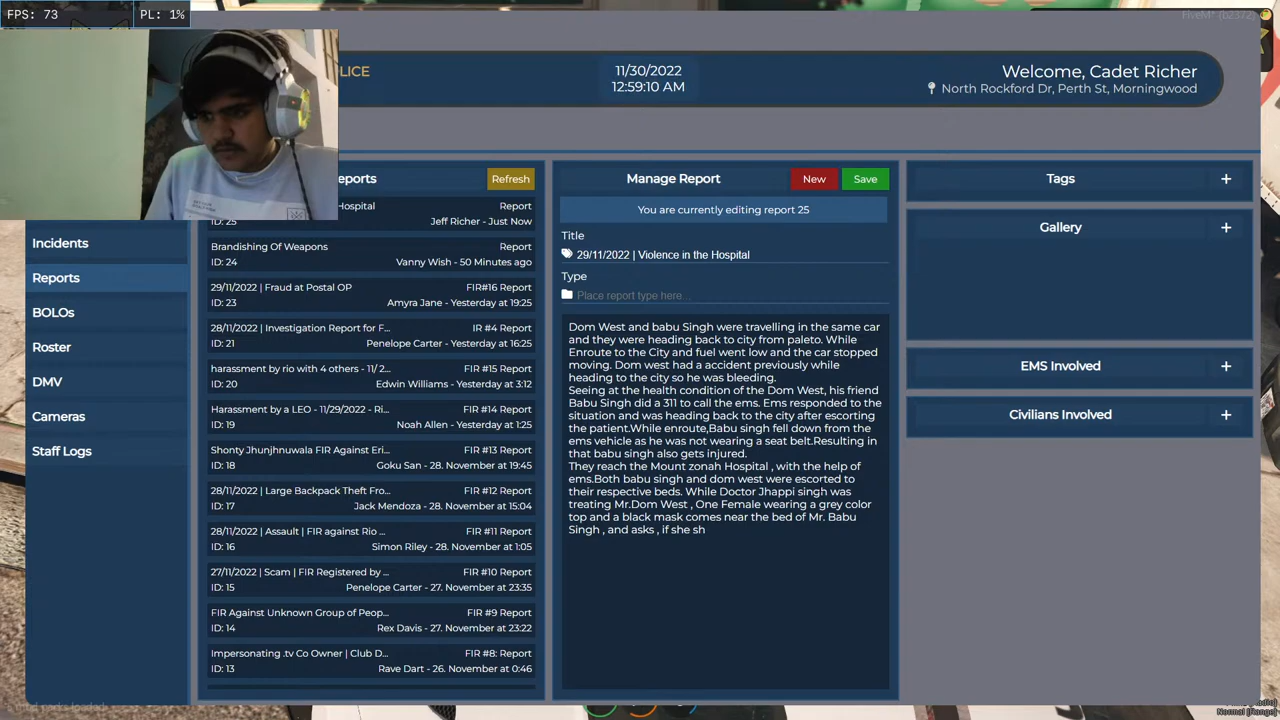 FPS: 73
PL: 1%
FiveM* (b2372)
LICE
11/30/2022
12:59:10 AM
Welcome, Cadet Richer
North Rockford Dr, Perth St, Morningwood
Incidents
Reports
BOLOs
Roster
DMV
Cameras
Staff Logs
eports
Refresh
Hospital
Report
ID: 25
Jeff Richer - Just Now
Brandishing Of Weapons
Report
ID: 24
Vanny Wish - 50 Minutes ago
29/11/2022 | Fraud at Postal OP
FIR#16 Report
ID: 23
Amyra Jane - Yesterday at 19:25
28/11/2022 | Investigation Report for F...
IR #4 Report
ID: 21
Penelope Carter - Yesterday at 16:25
harassment by rio with 4 others - 11/ 2...
FIR #15 Report
ID: 20
Edwin Williams - Yesterday at 3:12
Harassment by a LEO - 11/29/2022 - Ri...
FIR #14 Report
ID: 19
Noah Allen - Yesterday at 1:25
Shonty Jhunjhnuwala FIR Against Eri...
FIR #13 Report
ID: 18
Goku San - 28. November at 19:45
28/11/2022 | Large Backpack Theft Fro...
FIR #12 Report
ID: 17
Jack Mendoza - 28. November at 15:04
28/11/2022 | Assault | FIR against Rio ...
FIR #11 Report
ID: 16
Simon Riley - 28. November at 1:05
27/11/2022 | Scam | FIR Registered by ...
FIR #10 Report
ID: 15
Penelope Carter - 27. November at 23:35
FIR Against Unknown Group of Peop...
FIR #9 Report
ID: 14
Rex Davis - 27. November at 23:22
Impersonating .tv Co Owner | Club D...
FIR #8: Report
ID: 13
Rave Dart - 26. November at 0:46
Manage Report
New
Save
You are currently editing report 25
Title
29/11/2022 | Violence in the Hospital
Type
Place report type here...
Dom West and babu Singh were travelling in the same car
and they were heading back to city from paleto. While
Enroute to the City and fuel went low and the car stopped
moving. Dom west had a accident previously while
heading to the city so he was bleeding.
Seeing at the health condition of the Dom West, his friend
Babu Singh did a 311 to call the ems. Ems responded to the
situation and was heading back to the city after escorting
the patient.While enroute,Babu singh fell down from the
ems vehicle as he was not wearing a seat belt.Resulting in
that babu singh also gets injured.
They reach the Mount zonah Hospital , with the help of
ems.Both babu singh and dom west were escorted to
their respective beds. While Doctor Jhappi singh was
treating Mr.Dom West , One Female wearing a grey color
top and a black mask comes near the bed of Mr. Babu
Singh , and asks , if she sh
Tags
+
Gallery
+
EMS Involved
+
Civilians Involved
+
Normal [Range]